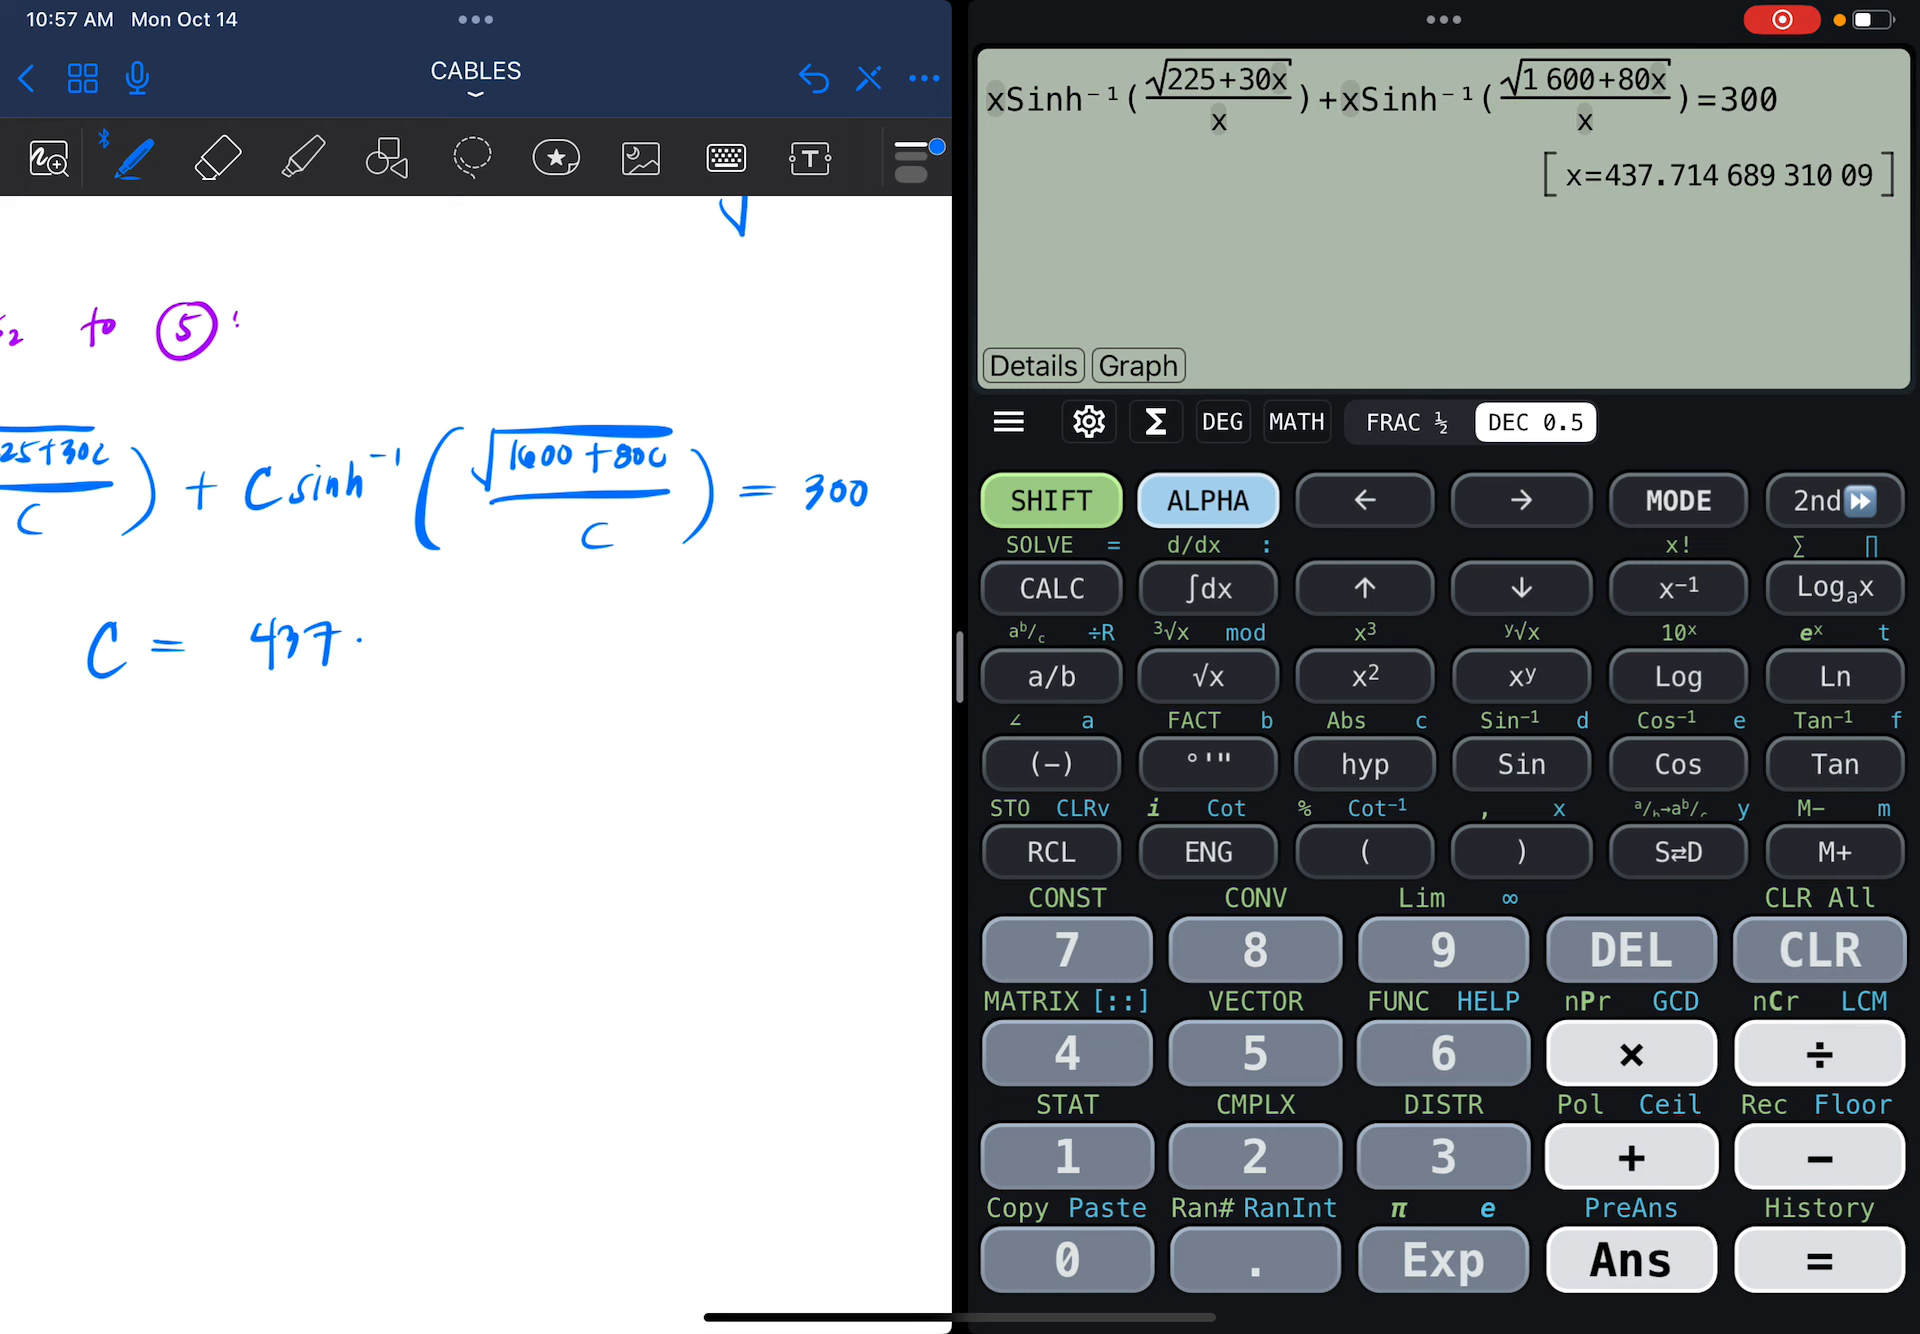 10:57 AM Mon Oct 14
CABLES
2 to ⑤:
25+30c
C
) + C sinh⁻¹ ( √1600 + 80C / C ) = 300
C = 437.
xSinh⁻¹(√225+30x / x)+xSinh⁻¹(√1 600+80x / x)=300
[ x=437.714 689 310 09 ]
Details Graph
Σ DEG MATH FRAC ½ DEC 0.5
SHIFT ALPHA ← → MODE 2nd
SOLVE = d/dx : x! ∑ ∏
CALC ∫dx ↑ ↓ x⁻¹ Logₐx
aᵇ/꜀ ÷R ³√x mod x³ ʸ√x 10ˣ eˣ t
a/b √x x² xʸ Log Ln
∠ a FACT b Abs c Sin⁻¹ d Cos⁻¹ e Tan⁻¹ f
(−) °'" hyp Sin Cos Tan
STO CLRv i Cot % Cot⁻¹ , x a/b→aᵇ/꜀ y M− m
RCL ENG ( ) S⇄D M+
CONST CONV Lim ∞ CLR All
7 8 9 DEL CLR
MATRIX [::] VECTOR FUNC HELP nPr GCD nCr LCM
4 5 6 × ÷
STAT CMPLX DISTR Pol Ceil Rec Floor
1 2 3 + −
Copy Paste Ran# RanInt π e PreAns History
0 . Exp Ans =